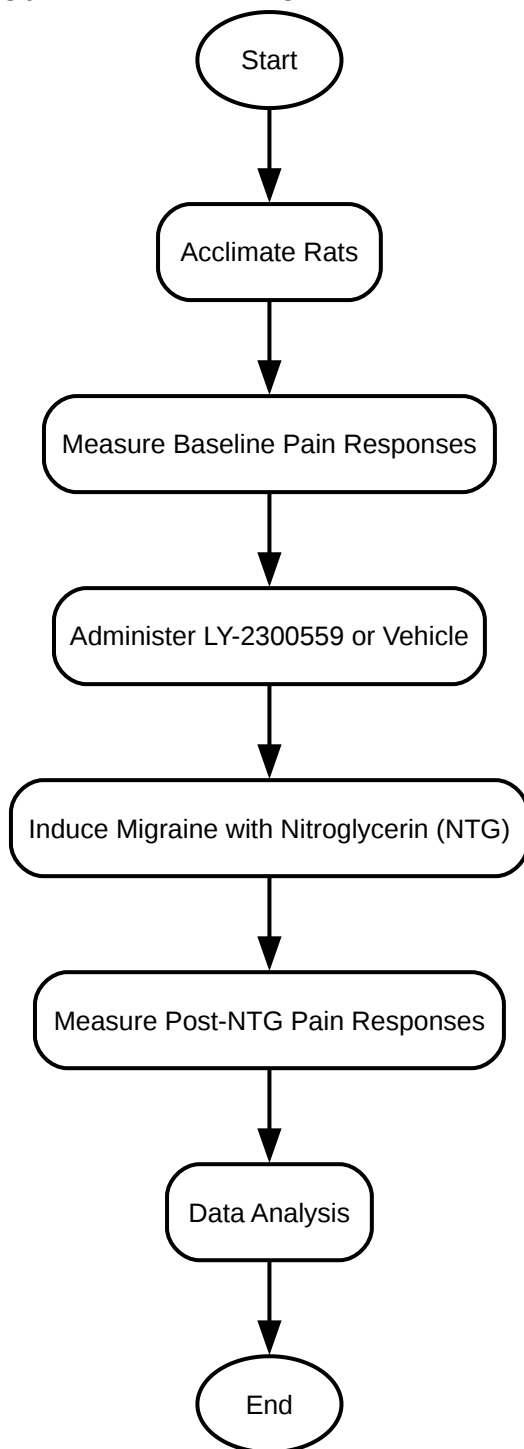 Start
Acclimate Rats
Measure Baseline Pain Responses
Administer LY-2300559 or Vehicle
Induce Migraine with Nitroglycerin (NTG)
Measure Post-NTG Pain Responses
Data Analysis
End